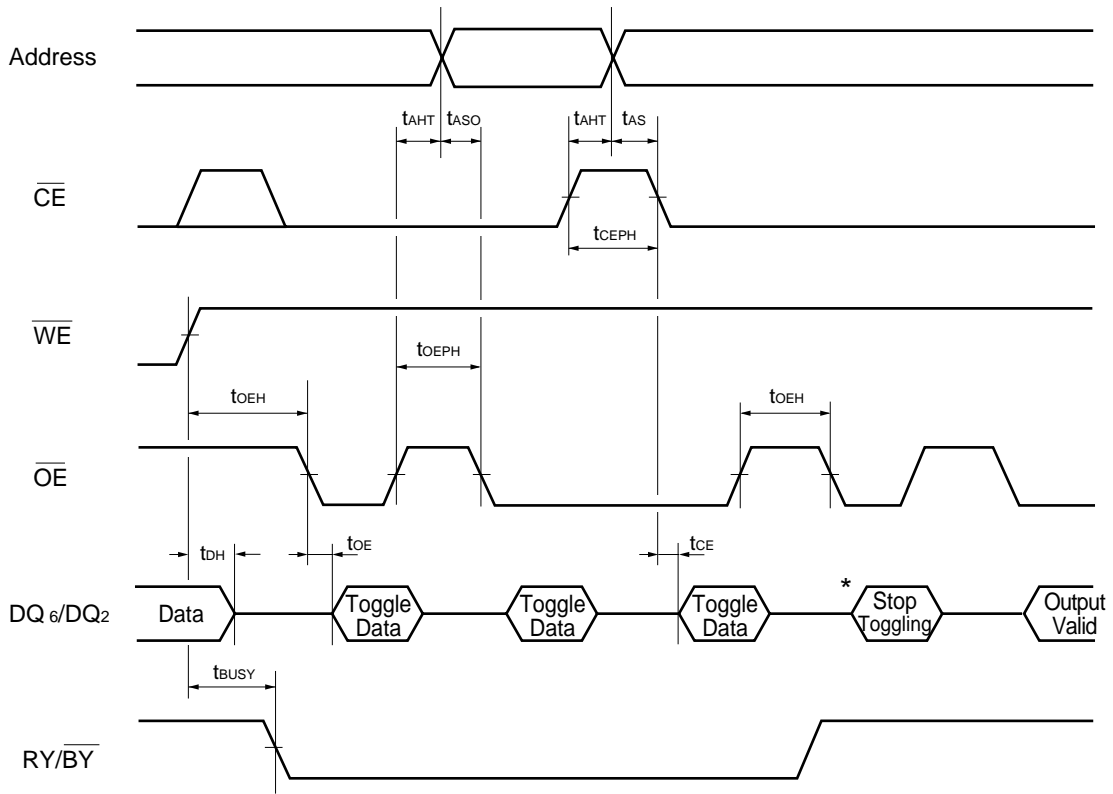 Address
tAHT tASO tAHT tAS
CE
tCEPH
WE
tOEPH
tOEH tOEH
OE
tDH tOE tCE
DQ6/DQ2 Data Toggle Data Toggle Data Toggle Data * Stop Toggling Output Valid
tBUSY
RY/BY